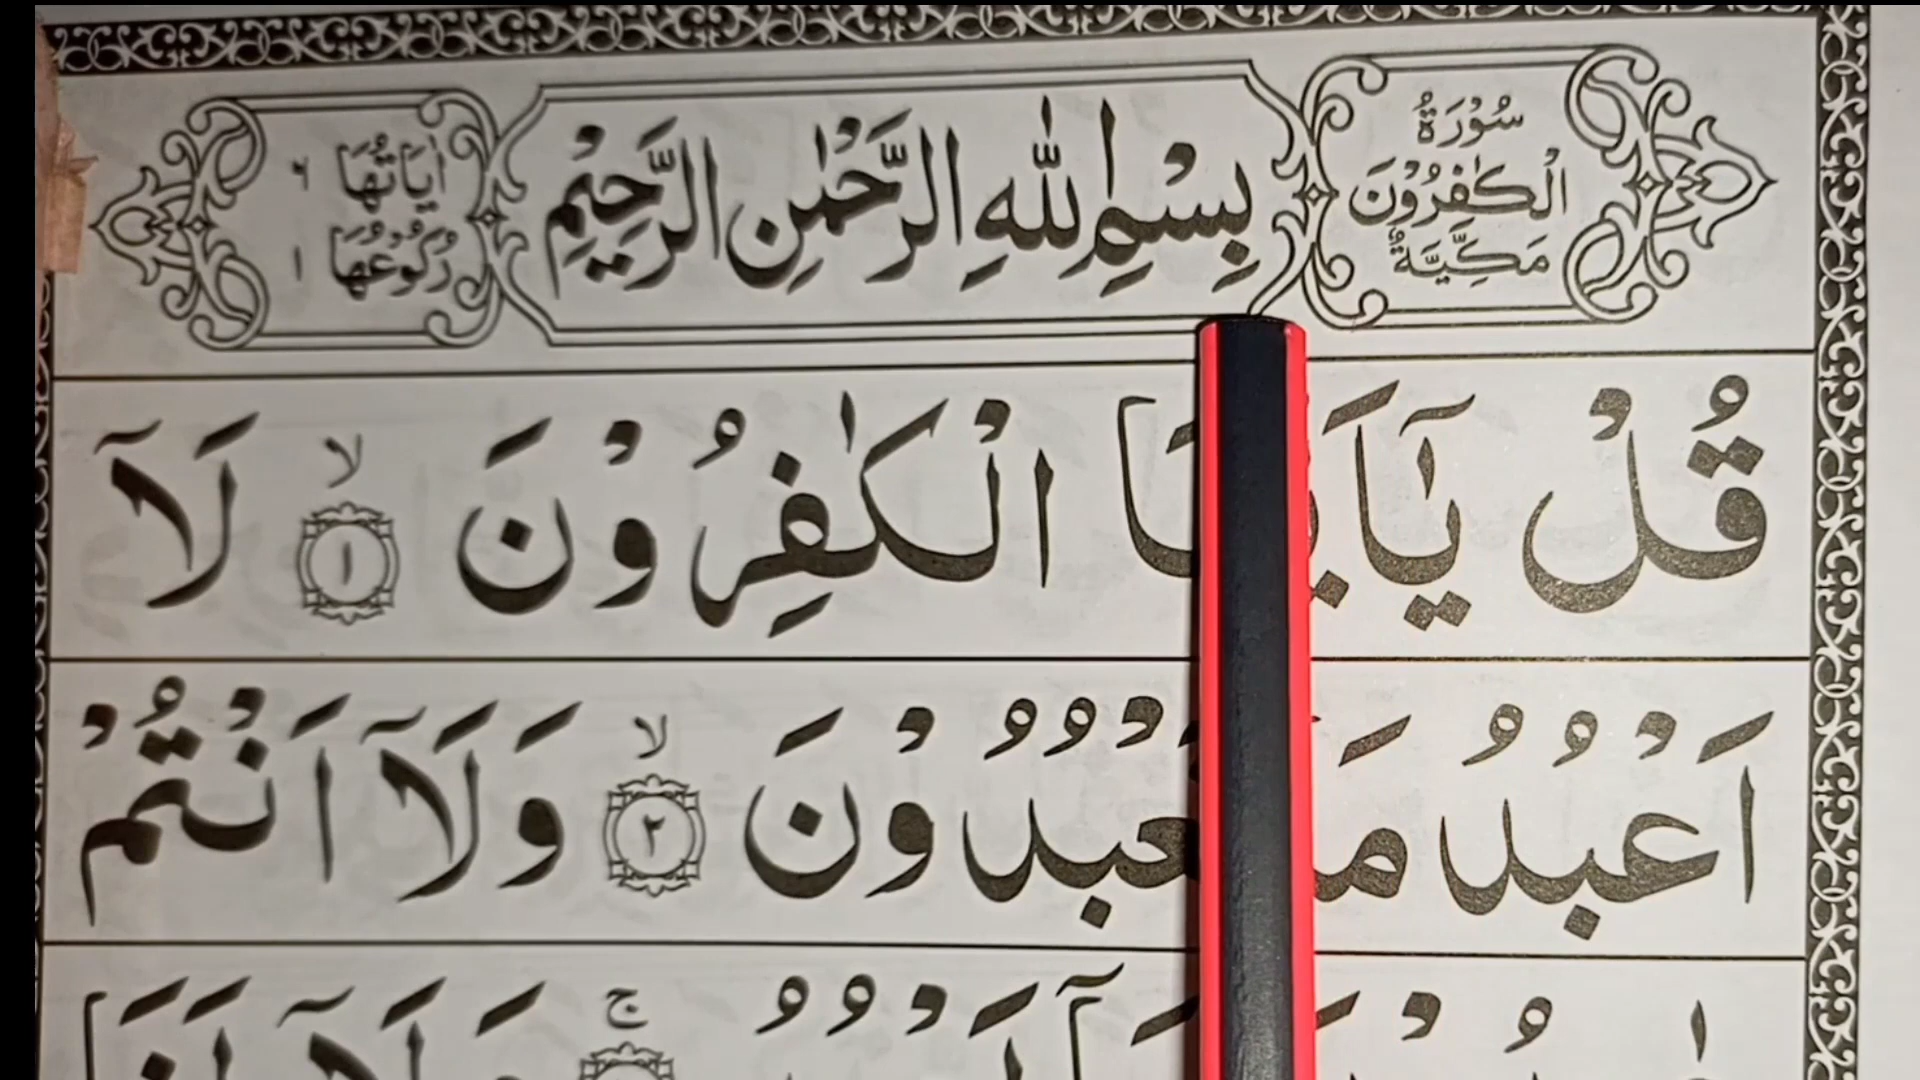 سُوْرَةُ
الْكٰفِرُوْنَ
مَكِّيَّةٌ
بِسْمِ اللّٰهِ الرَّحْمٰنِ الرَّحِيْمِ
اٰيَاتُهَا ٦
رُكُوْعُهَا ١
قُلْ الْكٰفِرُوْنَ ١ۙ لَاۤ
اَعْبُدُ تَعْبُدُوْنَ ٢ۙ وَلَاۤ اَنْتُمْ